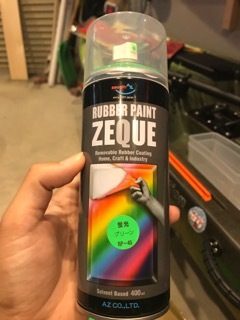 RUBBER PAINT
ZEQUE
Removable Rubber Coating
Home, Craft & Industry
蛍光
グリーン
Solvent Based 400ml
AZ CO.,LTD.